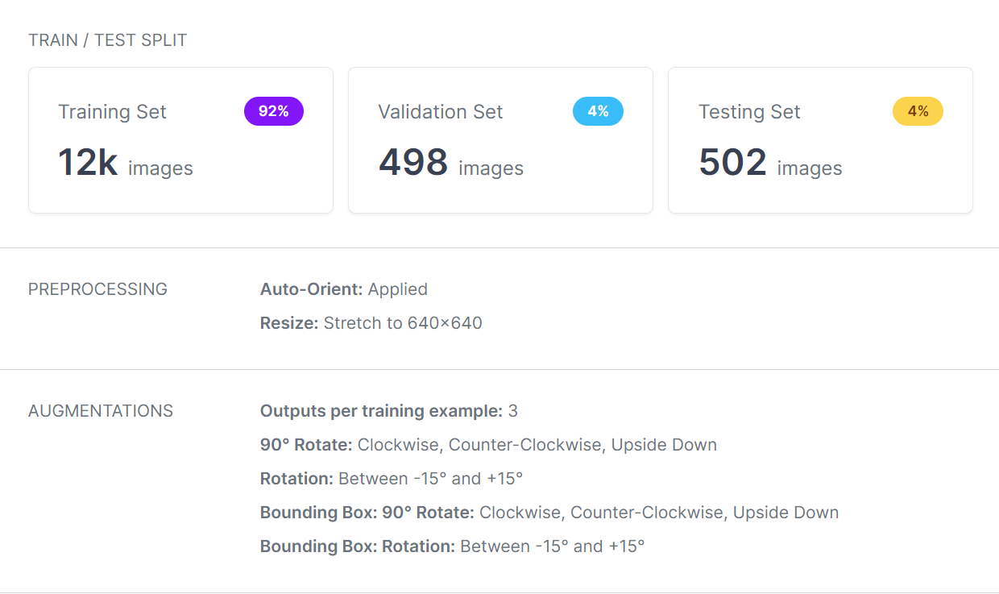 TRAIN / TEST SPLIT
Training Set 92%
12k images
Validation Set 4%
498 images
Testing Set 4%
502 images
PREPROCESSING
Auto-Orient: Applied
Resize: Stretch to 640×640
AUGMENTATIONS
Outputs per training example: 3
90° Rotate: Clockwise, Counter-Clockwise, Upside Down
Rotation: Between -15° and +15°
Bounding Box: 90° Rotate: Clockwise, Counter-Clockwise, Upside Down
Bounding Box: Rotation: Between -15° and +15°